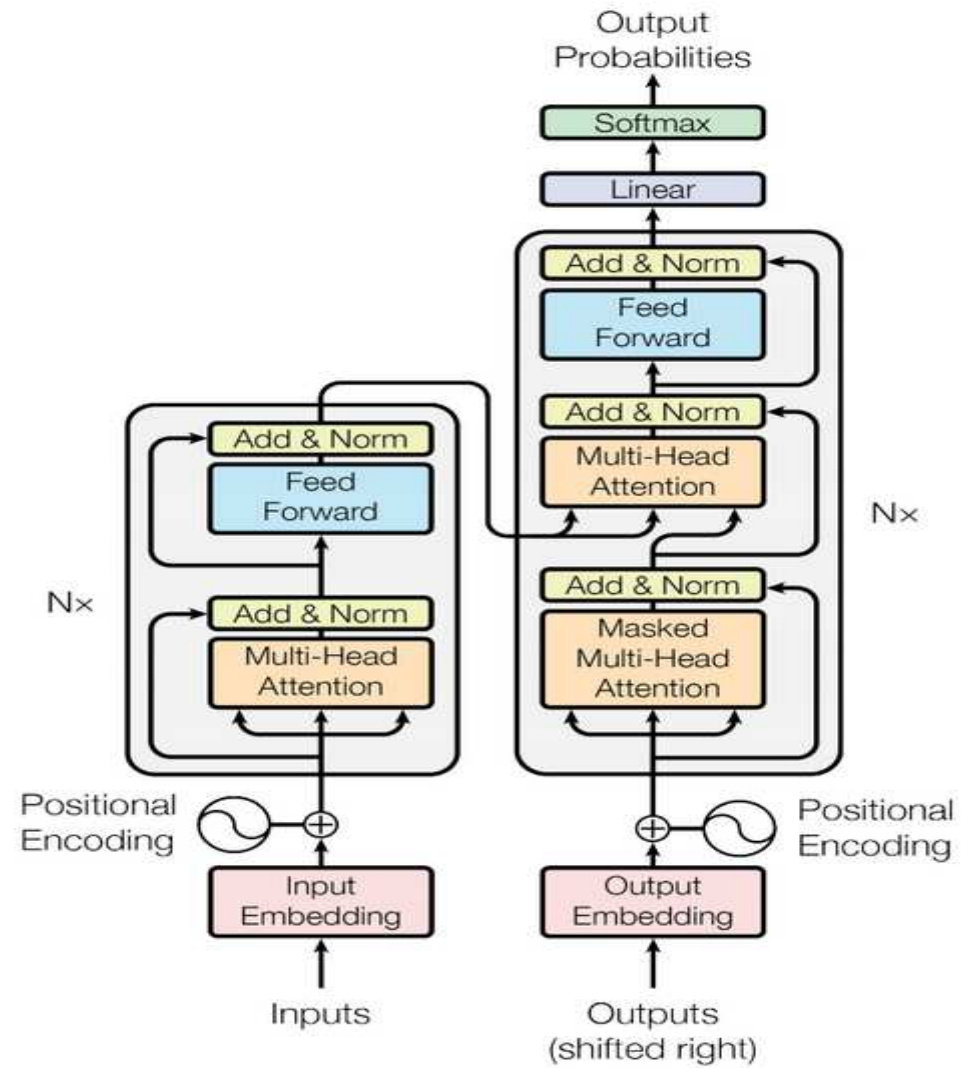 Output
Probabilities
Softmax
Linear
Add & Norm
Feed
Forward
Add & Norm
Multi-Head
Attention
Nx
Add & Norm
Masked
Multi-Head
Attention
Add & Norm
Feed
Forward
Nx
Add & Norm
Multi-Head
Attention
Positional
Encoding
Positional
Encoding
Input
Embedding
Output
Embedding
Inputs
Outputs
(shifted right)